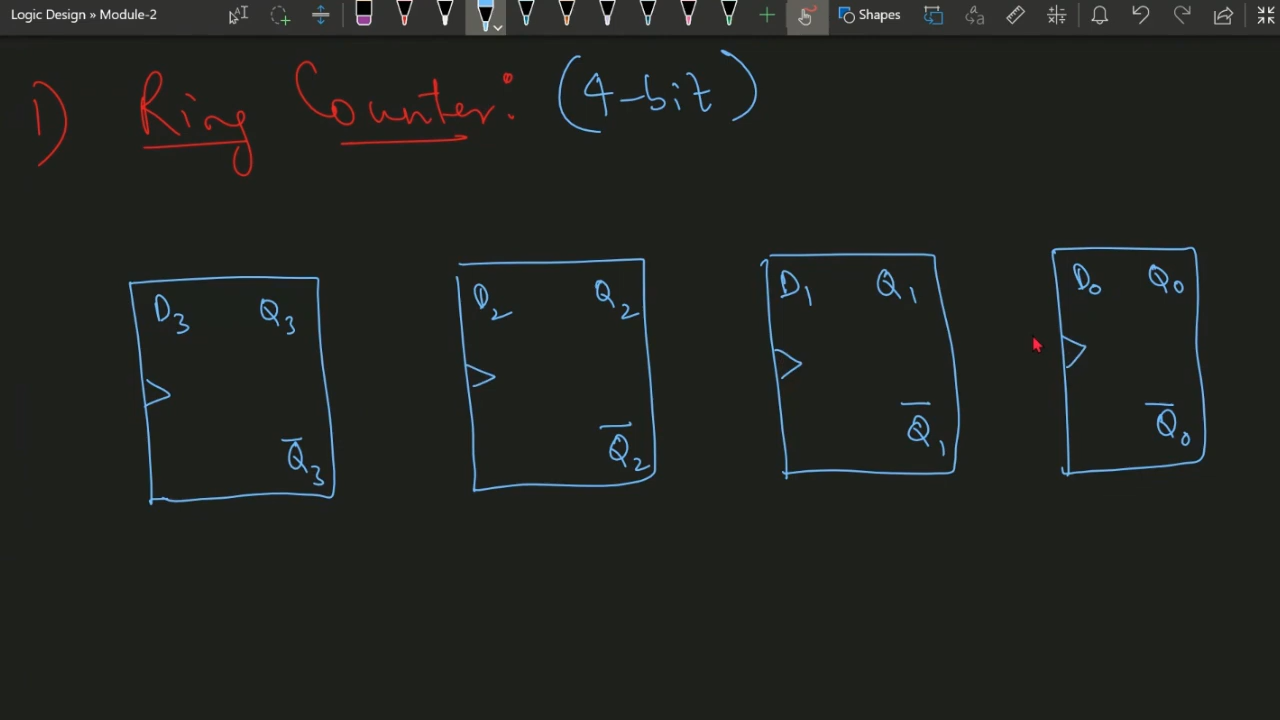 Logic Design » Module-2
Shapes
1) Ring Counter: (4-bit)
D3 Q3 D2 Q2 D1 Q1 D0 Q0
Q̅3 Q̅2 Q̅1 Q̅0